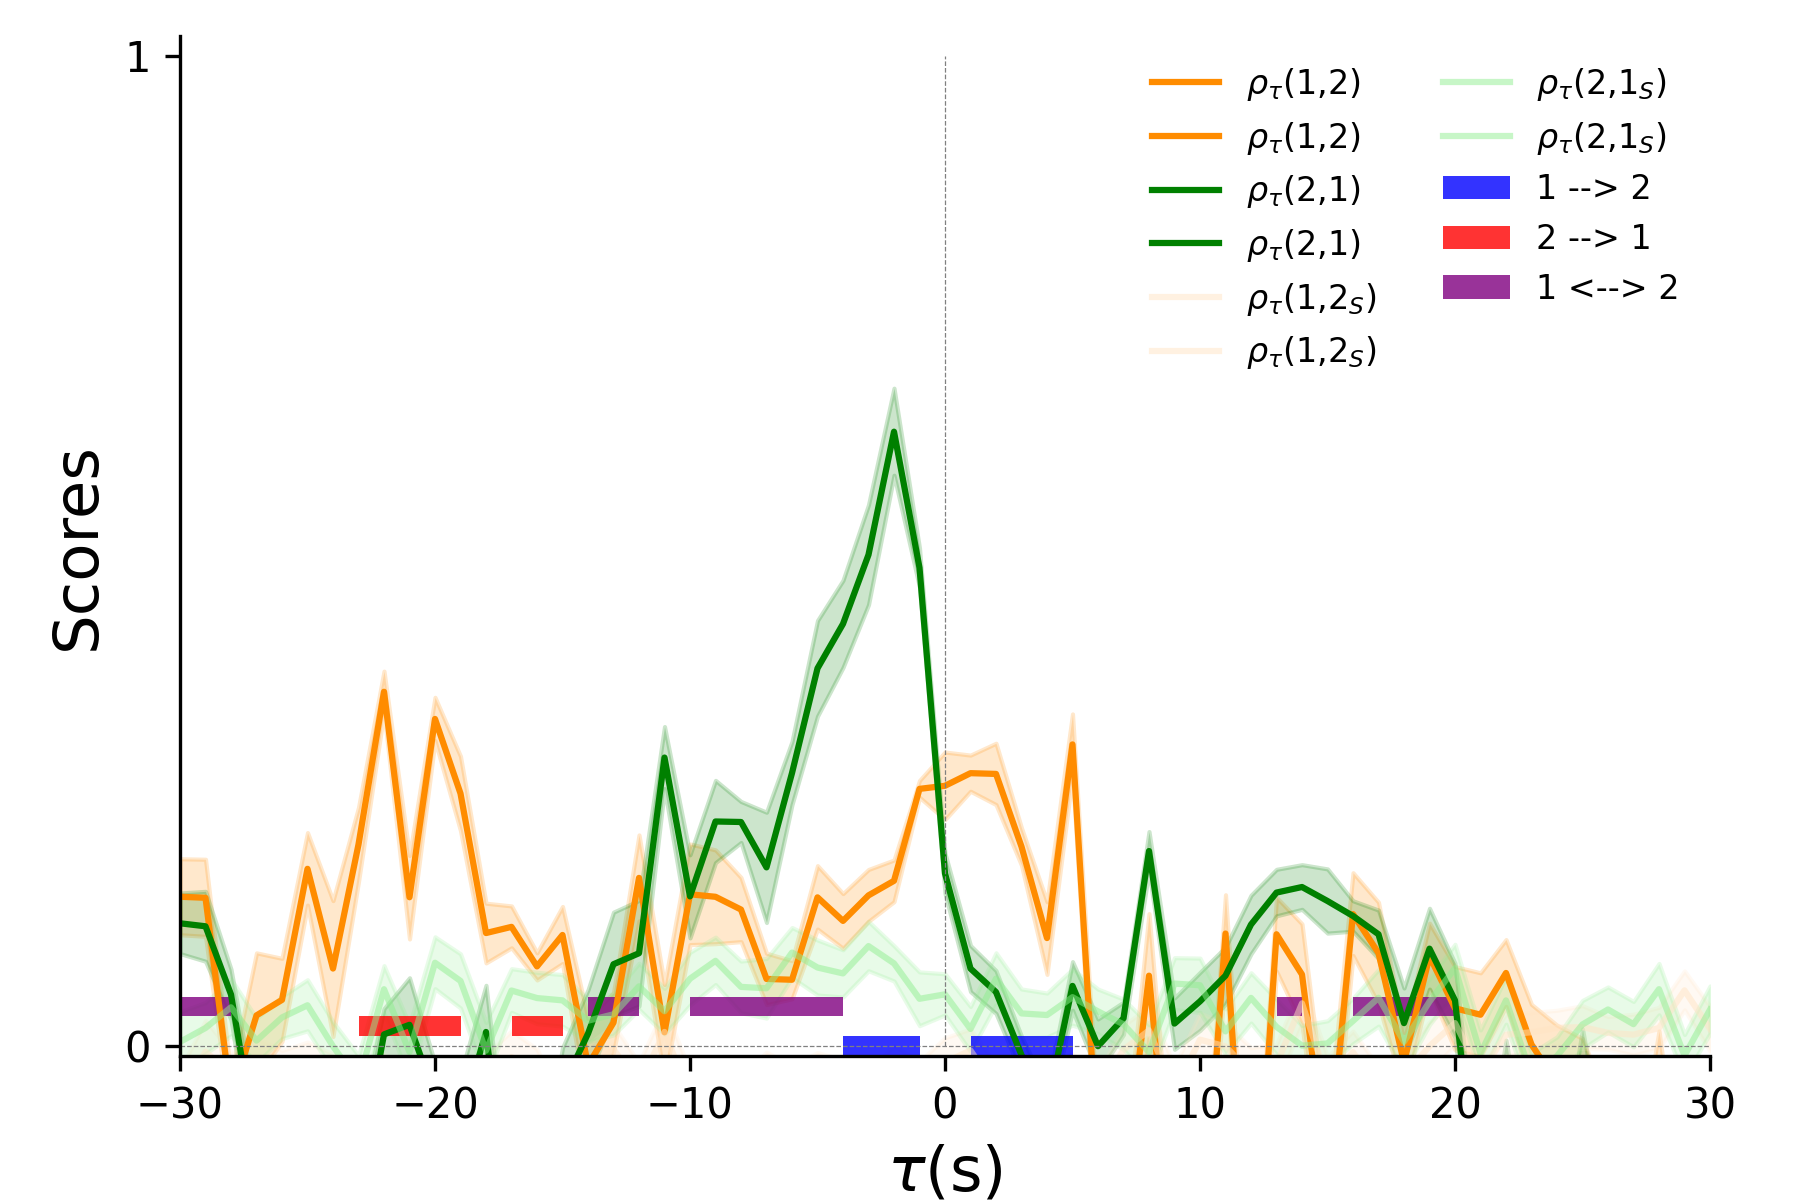 1
ρτ(1,2)
ρτ(1,2)
ρτ(2,1)
ρτ(2,1)
ρτ(1,2S)
ρτ(1,2S)
ρτ(2,1S)
ρτ(2,1S)
1 --> 2
2 --> 1
1 <--> 2
Scores
0
−30 −20 −10 0 10 20 30
τ(s)